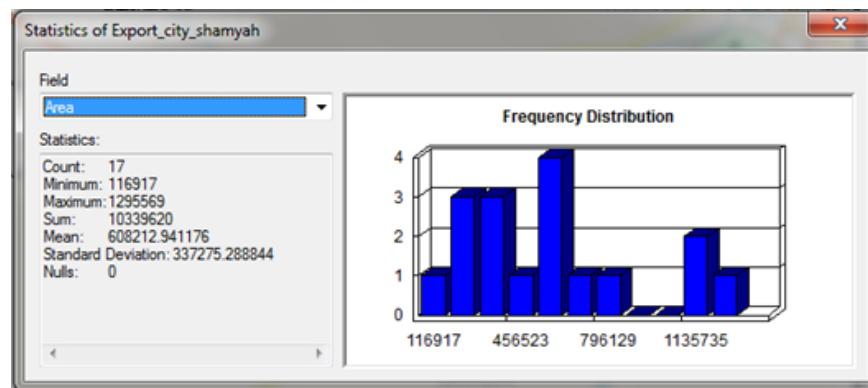 Statistics of Export_city_shamyah
Field
Area
Statistics:
Count: 17
Minimum: 116917
Maximum: 1295569
Sum: 10339620
Mean: 608212.941176
Standard Deviation: 337275.288844
Nulls: 0
Frequency Distribution
4
3
2
1
0
116917 456523 796129 1135735